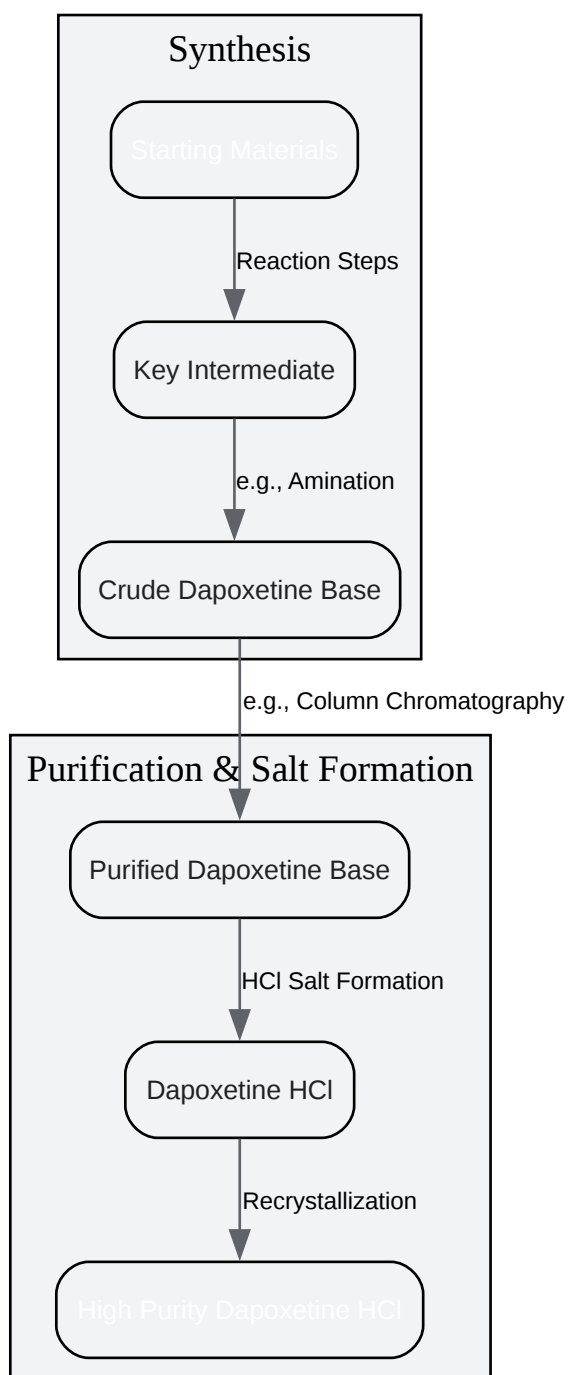 Synthesis
Starting Materials
Reaction Steps
Key Intermediate
e.g., Amination
Crude Dapoxetine Base
e.g., Column Chromatography
Purification & Salt Formation
Purified Dapoxetine Base
HCl Salt Formation
Dapoxetine HCl
Recrystallization
High Purity Dapoxetine HCl